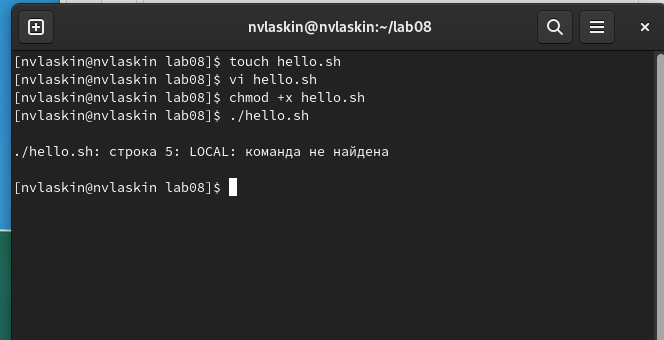 nvlaskin@nvlaskin:~/lab08
[nvlaskin@nvlaskin lab08]$ touch hello.sh
[nvlaskin@nvlaskin lab08]$ vi hello.sh
[nvlaskin@nvlaskin lab08]$ chmod +x hello.sh
[nvlaskin@nvlaskin lab08]$ ./hello.sh
./hello.sh: строка 5: LOCAL: команда не найдена
[nvlaskin@nvlaskin lab08]$